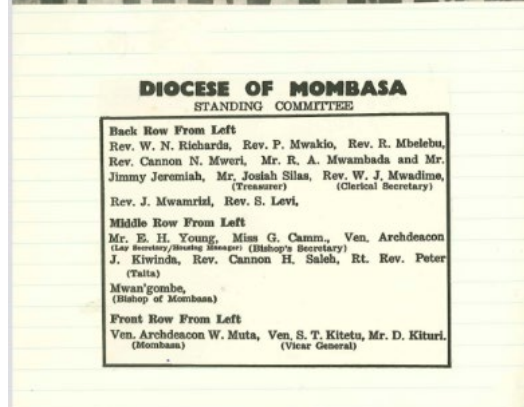 DIOCESE OF MOMBASA
STANDING COMMITTEE
Back Row From Left
Rev. W. N. Richards, Rev. P. Mwakio, Rev. R. Mbelebu,
Rev. Cannon N. Mweri, Mr. R. A. Mwambada and Mr.
Jimmy Jeremiah, Mr, Josiah Silas, Rev. W. J. Mwadime,
(Treasurer) (Clerical Secretary)
Rev. J. Mwamrizi, Rev. S. Levi,
Middle Row From Left
Mr. E. H. Young, Miss G. Camm., Ven. Archdeacon
(Lay Secretary/Housing Manager) (Bishop's Secretary)
J. Kiwinda, Rev. Cannon H. Saleh, Rt. Rev. Peter
(Taita)
Mwan'gombe,
(Bishop of Mombasa)
Front Row From Left
Ven. Archdeacon W. Muta, Ven, S. T. Kitetu, Mr. D. Kituri.
(Mombasa) (Vicar General)